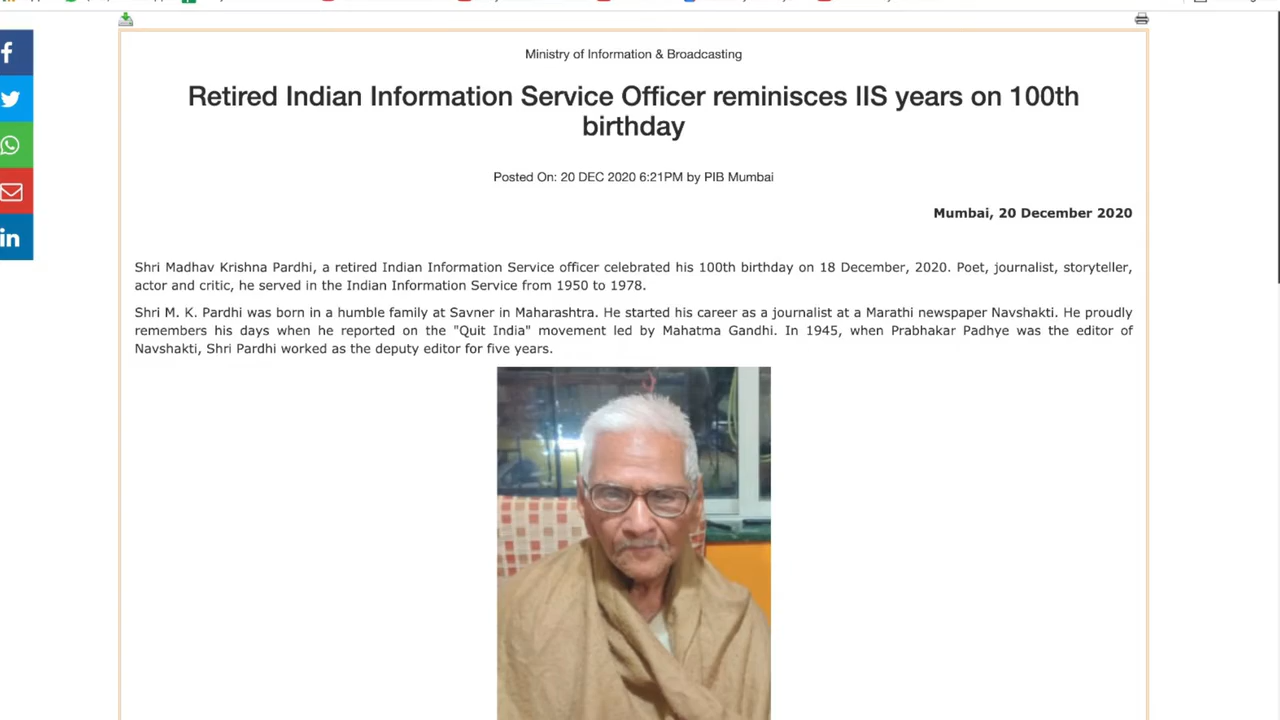 Ministry of Information & Broadcasting
Retired Indian Information Service Officer reminisces IIS years on 100th
birthday
Posted On: 20 DEC 2020 6:21PM by PIB Mumbai
Mumbai, 20 December 2020
Shri Madhav Krishna Pardhi, a retired Indian Information Service officer celebrated his 100th birthday on 18 December, 2020. Poet, journalist, storyteller,
actor and critic, he served in the Indian Information Service from 1950 to 1978.
Shri M. K. Pardhi was born in a humble family at Savner in Maharashtra. He started his career as a journalist at a Marathi newspaper Navshakti. He proudly
remembers his days when he reported on the "Quit India" movement led by Mahatma Gandhi. In 1945, when Prabhakar Padhye was the editor of
Navshakti, Shri Pardhi worked as the deputy editor for five years.